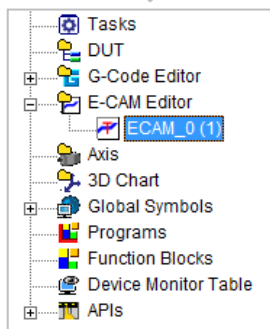 Tasks
DUT
G-Code Editor
E-CAM Editor
ECAM_0 (1)
Axis
3D Chart
Global Symbols
Programs
Function Blocks
Device Monitor Table
APIs